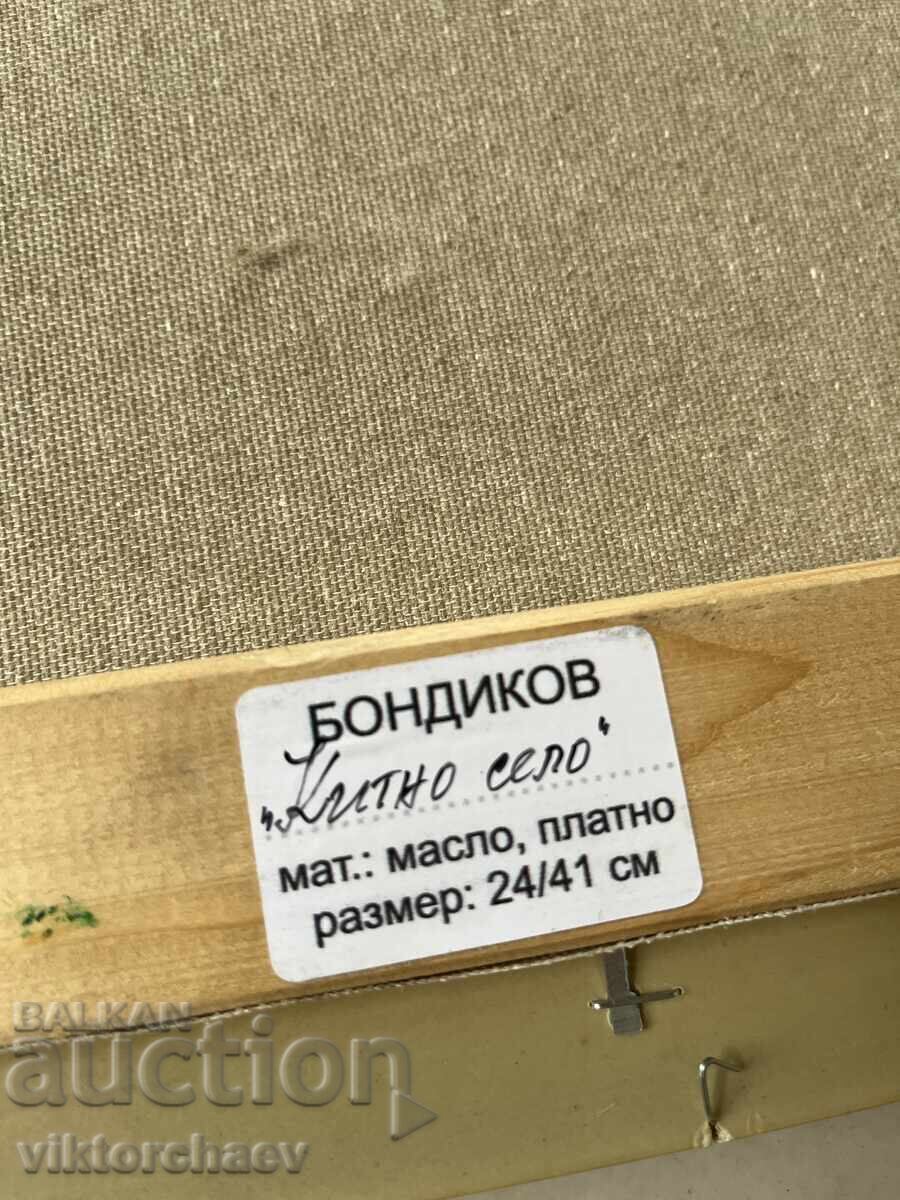 БОНДИКОВ
„Китно село“
мат.: масло, платно
размер: 24/41 см
BALKAN
auction
viktorchaev